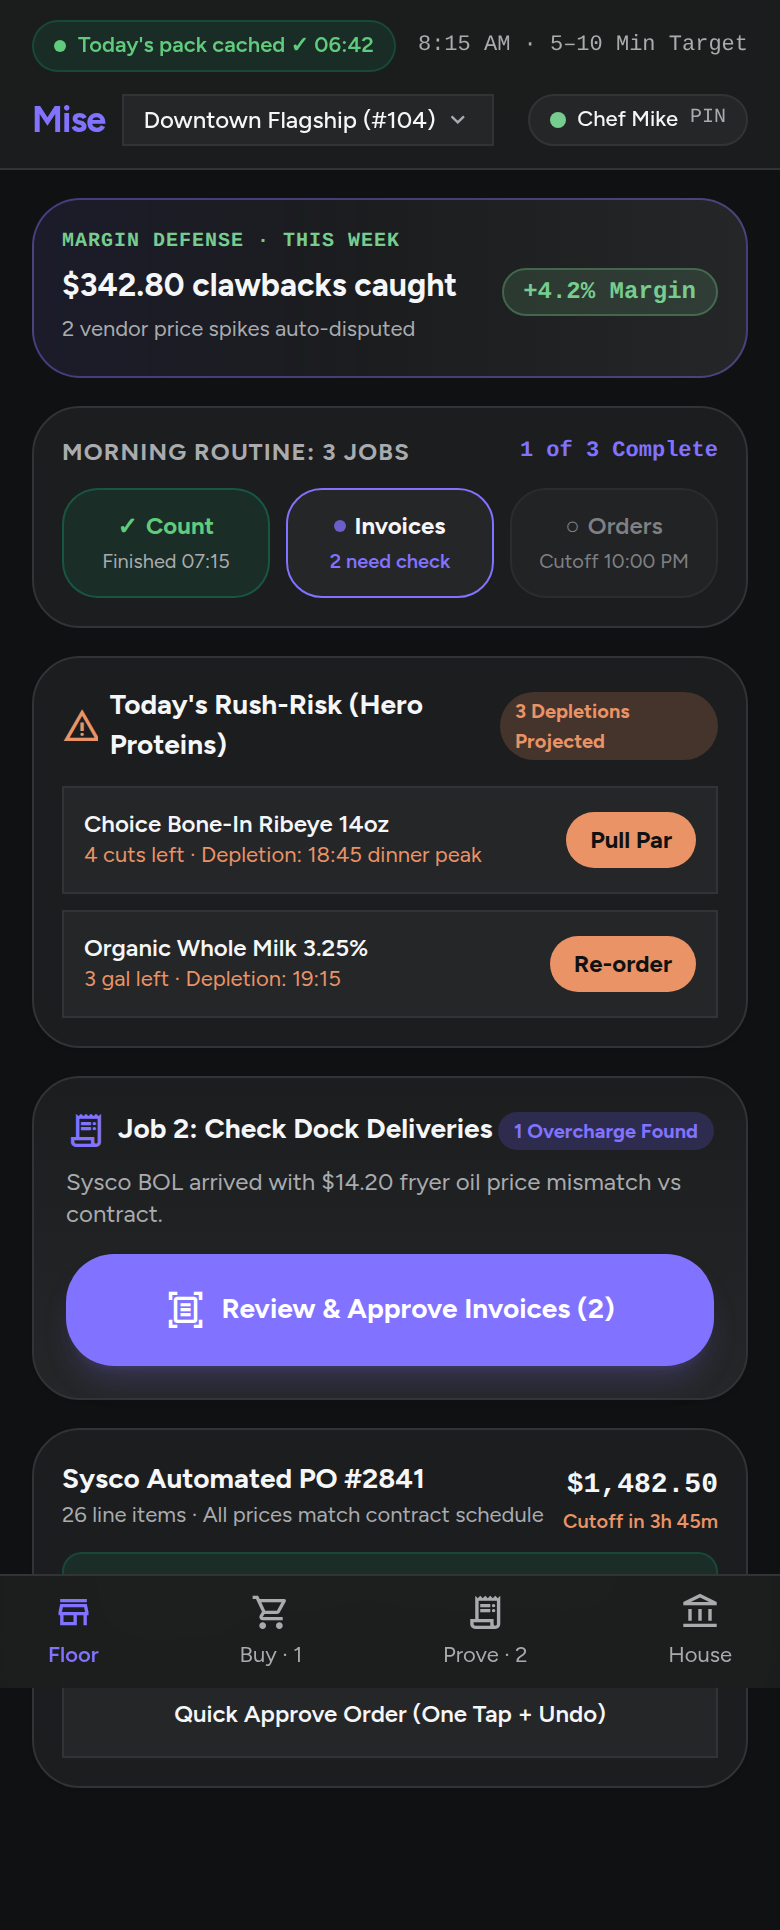 Today's pack cached ✓ 06:42
8:15 AM · 5–10 Min Target
Mise
Downtown Flagship (#104)
Chef Mike PIN
MARGIN DEFENSE · THIS WEEK
$342.80 clawbacks caught
+4.2% Margin
2 vendor price spikes auto-disputed
MORNING ROUTINE: 3 JOBS
1 of 3 Complete
✓ Count
Finished 07:15
Invoices
2 need check
○ Orders
Cutoff 10:00 PM
Today's Rush-Risk (Hero
Proteins)
3 Depletions
Projected
Choice Bone-In Ribeye 14oz
4 cuts left · Depletion: 18:45 dinner peak
Pull Par
Organic Whole Milk 3.25%
3 gal left · Depletion: 19:15
Re-order
Job 2: Check Dock Deliveries
1 Overcharge Found
Sysco BOL arrived with $14.20 fryer oil price mismatch vs
contract.
Review & Approve Invoices (2)
Sysco Automated PO #2841
$1,482.50
26 line items · All prices match contract schedule
Cutoff in 3h 45m
Floor
Buy · 1
Prove · 2
House
Quick Approve Order (One Tap + Undo)